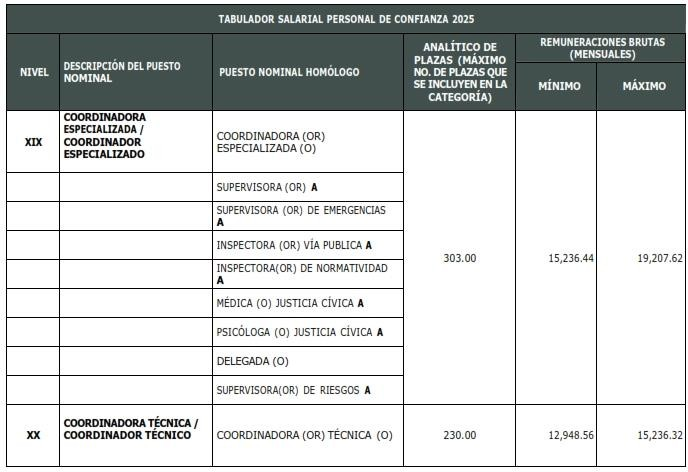 TABULADOR SALARIAL PERSONAL DE CONFIANZA 2025
NIVEL
DESCRIPCIÓN DEL PUESTO
NOMINAL
PUESTO NOMINAL HOMÓLOGO
ANALÍTICO DE
PLAZAS (MÁXIMO
NO. DE PLAZAS QUE
SE INCLUYEN EN LA
CATEGORÍA)
REMUNERACIONES BRUTAS
(MENSUALES)
MÍNIMO
MÁXIMO
XIX
COORDINADORA
ESPECIALIZADA /
COORDINADOR
ESPECIALIZADO
COORDINADORA (OR)
ESPECIALIZADA (O)
SUPERVISORA (OR) A
SUPERVISORA (OR) DE EMERGENCIAS
A
INSPECTORA (OR) VÍA PUBLICA A
INSPECTORA(OR) DE NORMATIVIDAD
A
MÉDICA (O) JUSTICIA CÍVICA A
PSICÓLOGA (O) JUSTICIA CÍVICA A
DELEGADA (O)
SUPERVISORA(OR) DE RIESGOS A
303.00
15,236.44
19,207.62
XX
COORDINADORA TÉCNICA /
COORDINADOR TÉCNICO
COORDINADORA (OR) TÉCNICA (O)
230.00
12,948.56
15,236.32